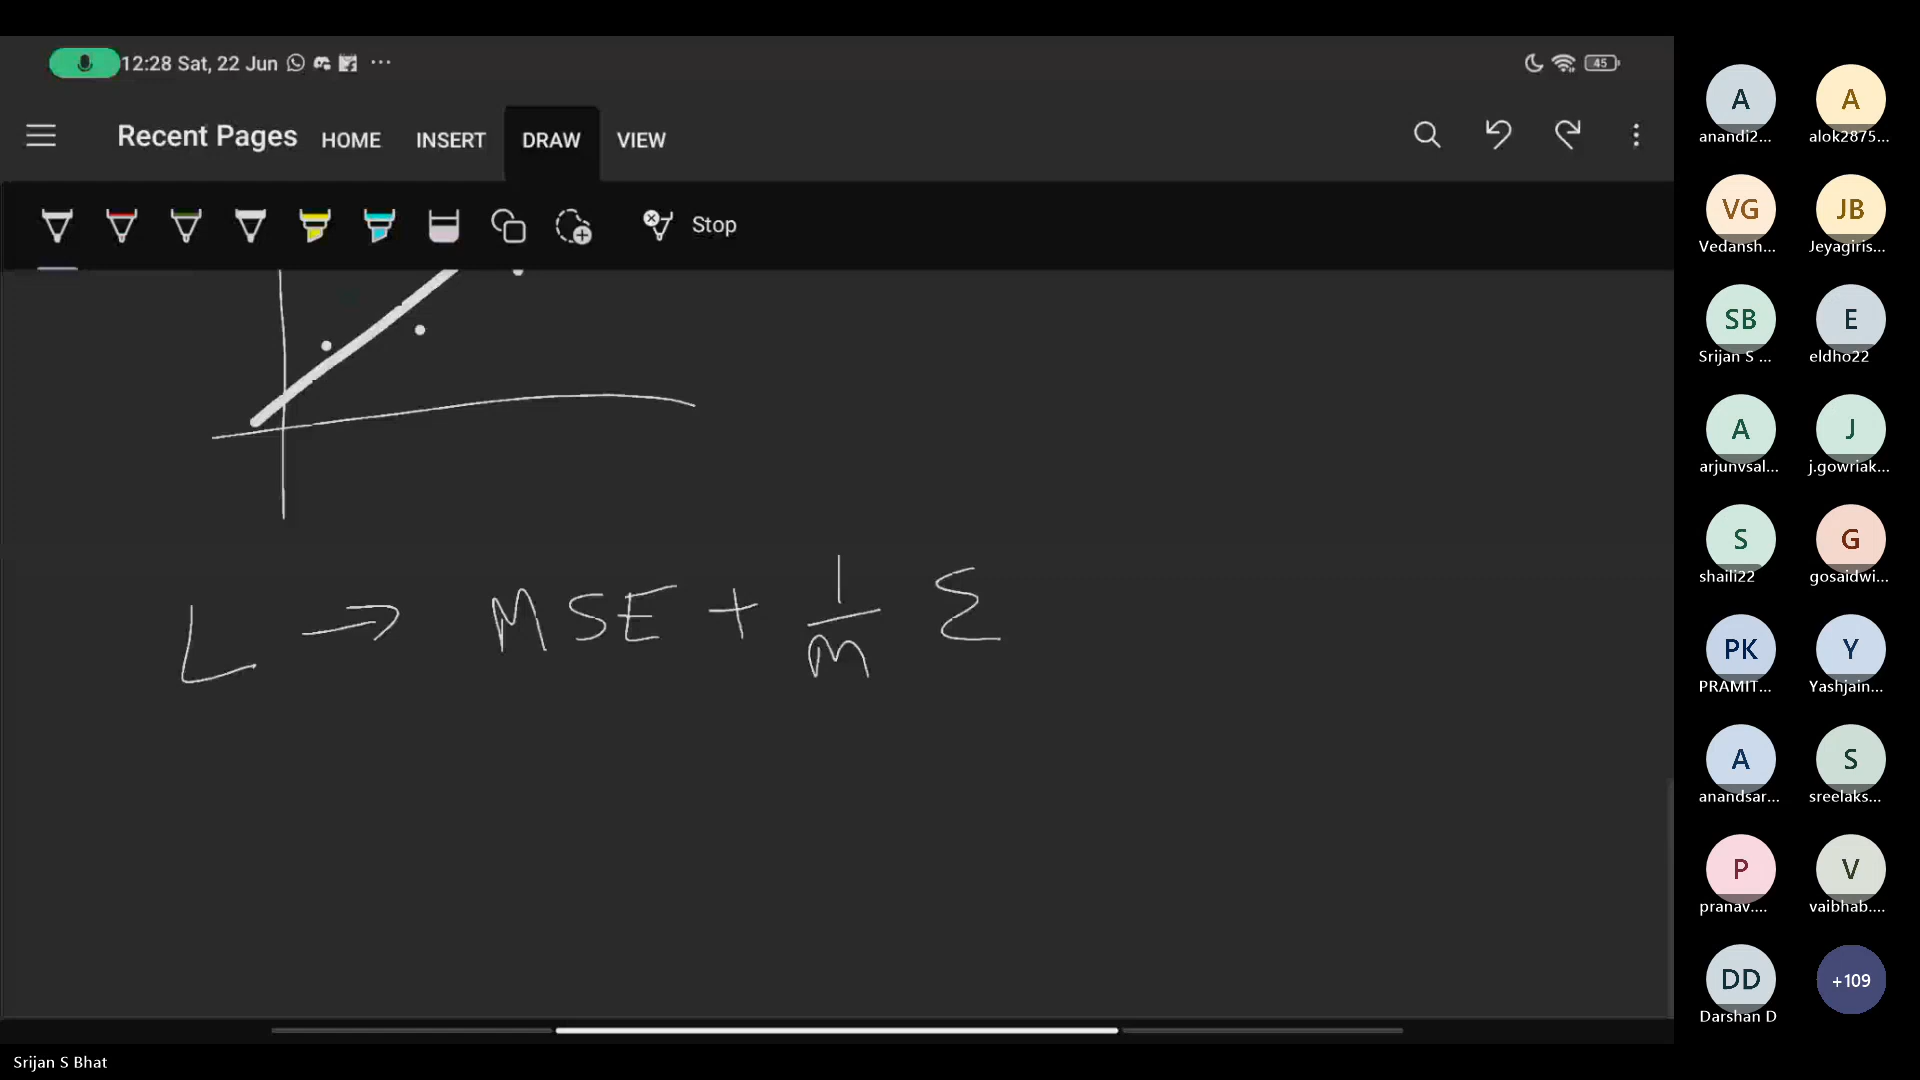 12:28 Sat, 22 Jun ... 45
Recent Pages HOME INSERT DRAW VIEW
Stop
L → MSE + 1/m Σ
A A
anandi2... alok2875...
VG JB
Vedansh... Jeyagiris...
SB E
Srijan S ... eldho22
A J
arjunvsal... j.gowriak...
S G
shaili22 gosaidwi...
PK Y
PRAMIT... Yashjain...
A S
anandsar... sreelaks...
P V
pranav.... vaibhab....
DD +109
Darshan D
Srijan S Bhat